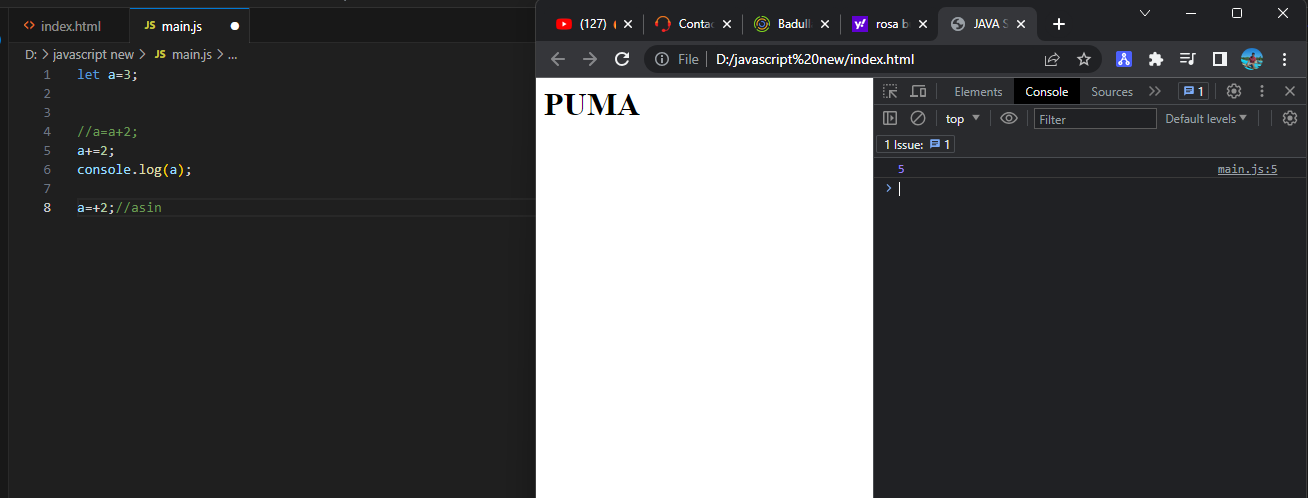 index.html
JS main.js
D: > javascript new > JS main.js > ...
1 let a=3;
2
3
4 //a=a+2;
5 a+=2;
6 console.log(a);
7
8 a=+2;//asin
(127)
Contac
Badull
y! rosa b
JAVA S
File | D:/javascript%20new/index.html
PUMA
Elements Console Sources 1
top Filter Default levels
1 Issue: 1
5 main.js:5